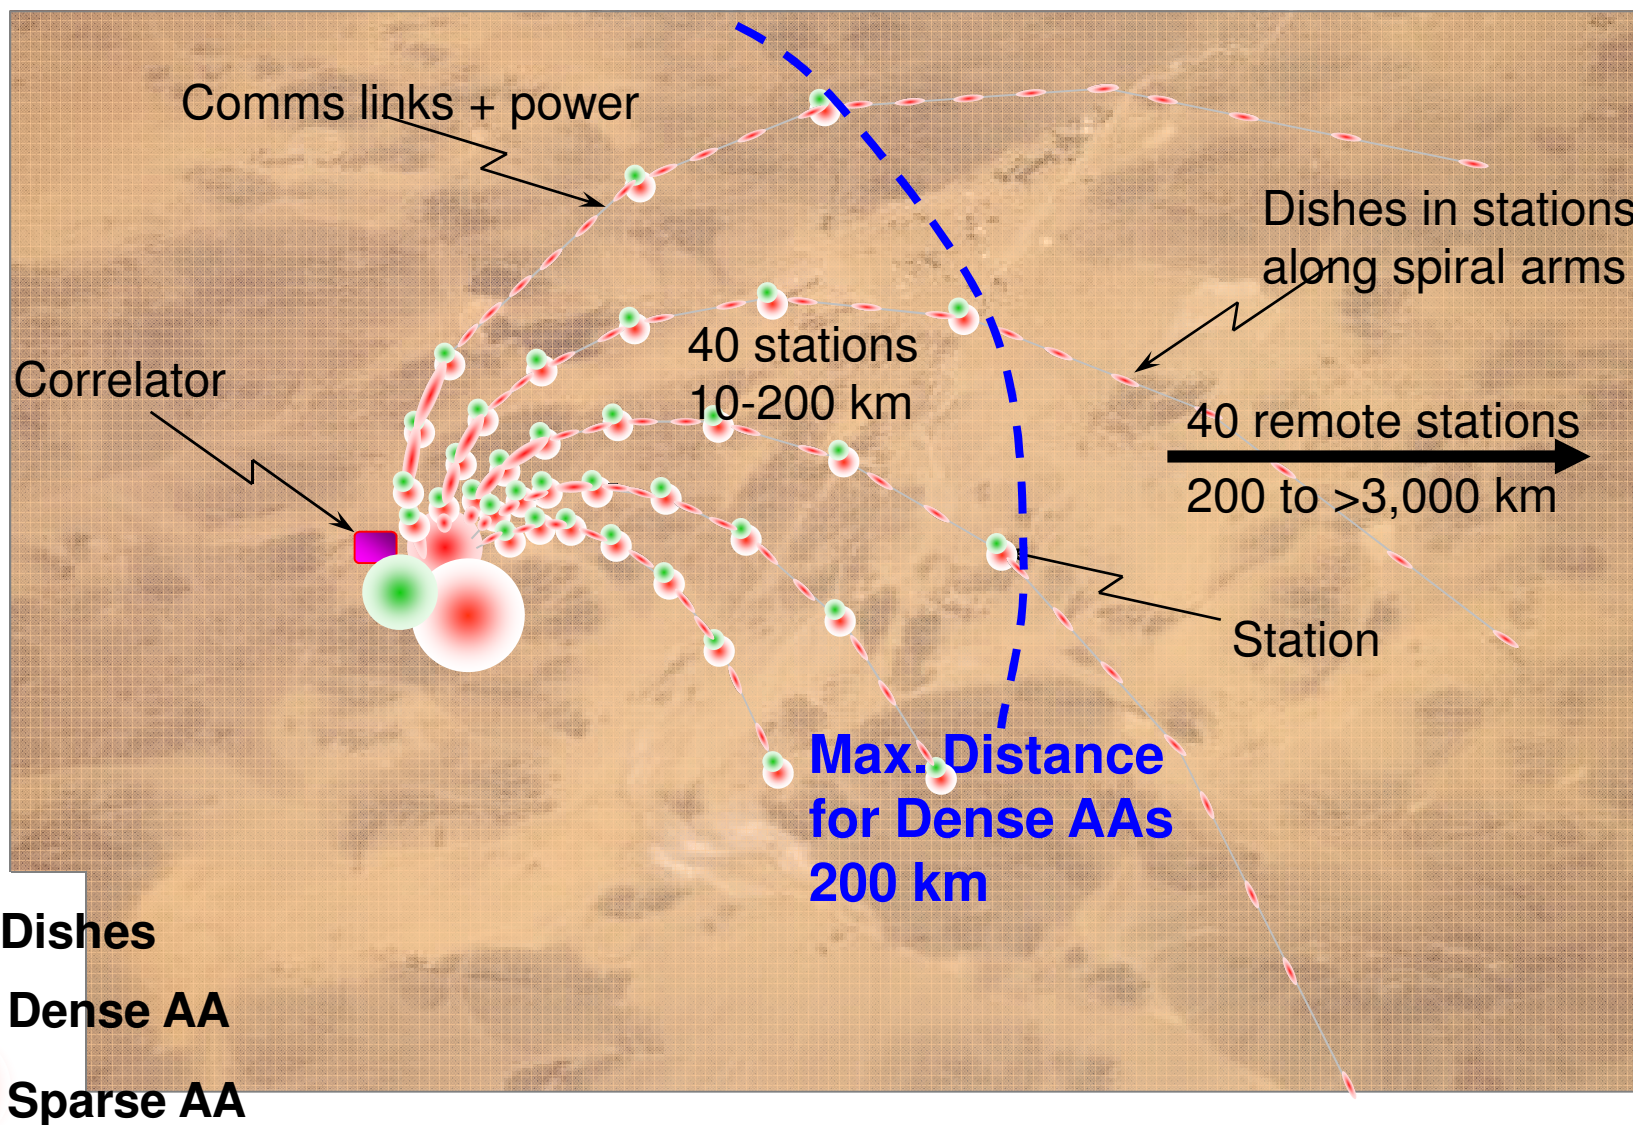 Comms links + power
Dishes in stations
along spiral arms
40 stations
10-200 km
Correlator
40 remote stations
200 to >3,000 km
Station
Max. Distance
for Dense AAs
200 km
Dishes
Dense AA
Sparse AA